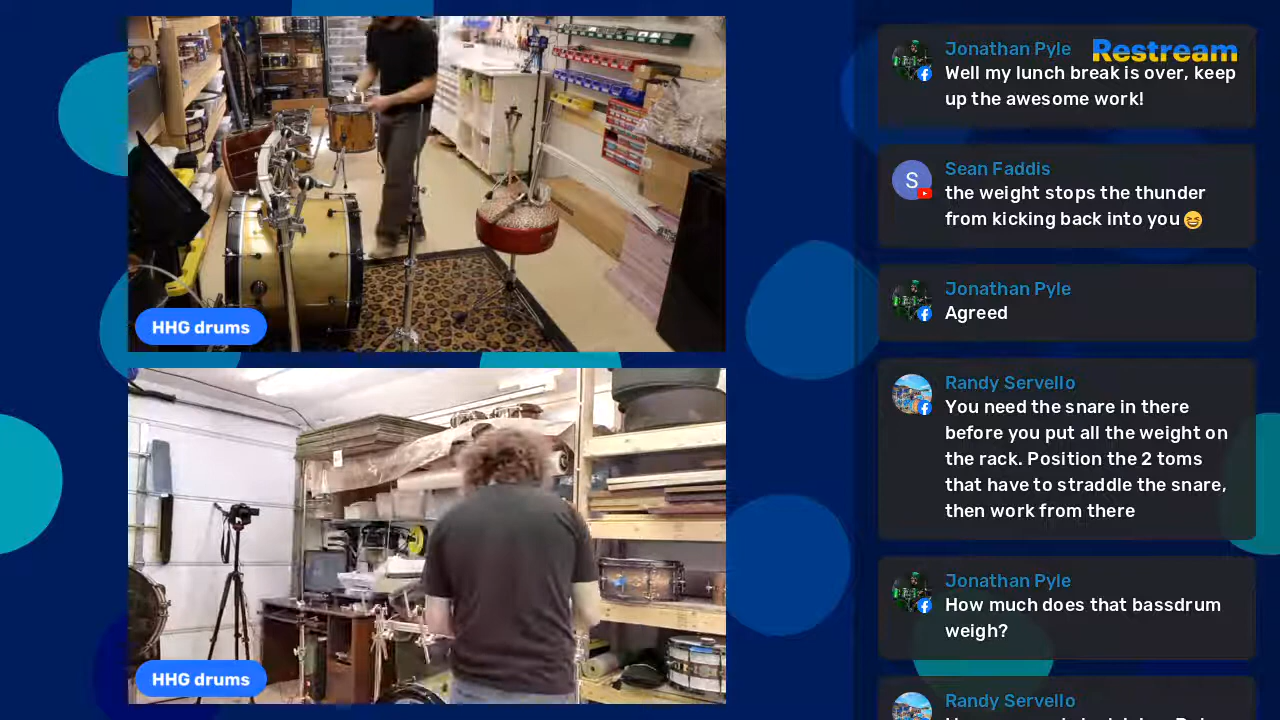 HHG drums
HHG drums
Restream
Jonathan Pyle
Well my lunch break is over, keep
up the awesome work!
S
Sean Faddis
the weight stops the thunder
from kicking back into you😆
Jonathan Pyle
Agreed
Randy Servello
You need the snare in there
before you put all the weight on
the rack. Position the 2 toms
that have to straddle the snare,
then work from there
Jonathan Pyle
How much does that bassdrum
weigh?
Randy Servello